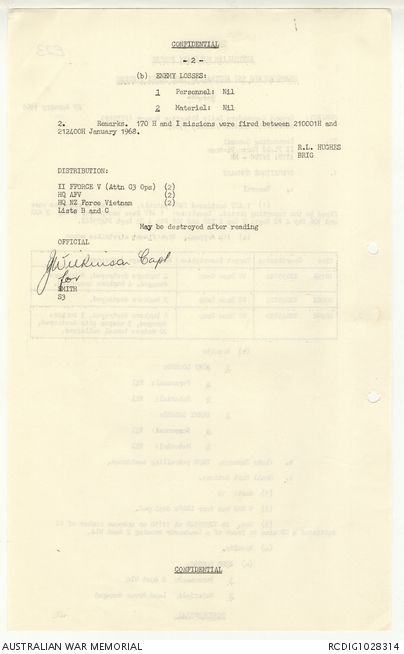 CONFIDENTIAL
- 2 -
(b) ENEMY LOSSES:
1 Personnel: Nil
2 Materiel: Nil
2. Remarks. 170 H and I missions were fired between 210001H and
212400H January 1968.
R.L. HUGHES
BRIG
DISTRIBUTION:
II FFORCE V (Attn G3 Ops) (2)
HQ AFV (2)
HQ NZ Force Vietnam (2)
Lists B and C
May be destroyed after reading
OFFICIAL
JWilkinson Capt
for
SMITH
S3
CONFIDENTIAL
AUSTRALIAN WAR MEMORIAL RCDIG1028314